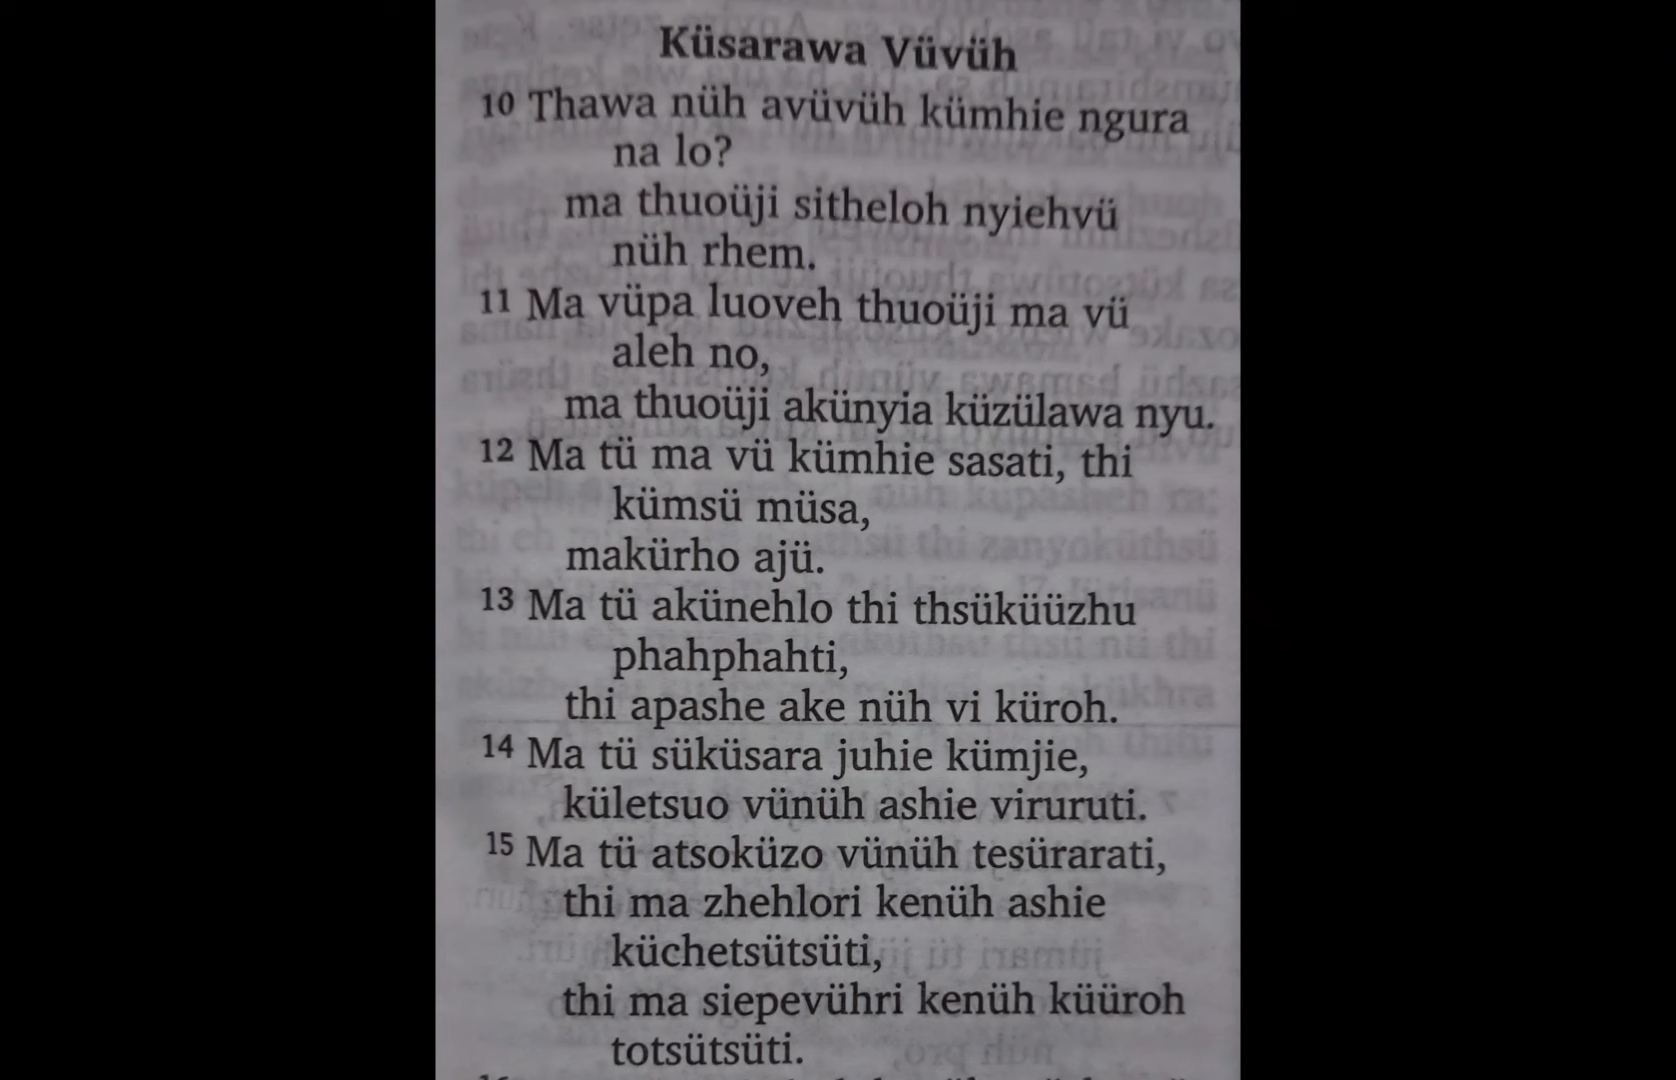 Küsarawa Vüvüh
10 Thawa nüh avüvüh kümhie ngura
na lo?
ma thuoüji sitheloh nyiehvü
nüh rhem.
11 Ma vüpa luoveh thuoüji ma vü
aleh no,
ma thuoüji akünyia küzülawa nyu.
12 Ma tü ma vü kümhie sasati, thi
kümsü müsa,
makürho ajü.
13 Ma tü akünehlo thi thsüküüzhu
phahphahti,
thi apashe ake nüh vi küroh.
14 Ma tü süküsara juhie kümjie,
kületsuo vünüh ashie viruruti.
15 Ma tü atsoküzo vünüh tesürarati,
thi ma zhehlori kenüh ashie
küchetsütsüti,
thi ma siepevühri kenüh küüroh
totsütsüti.